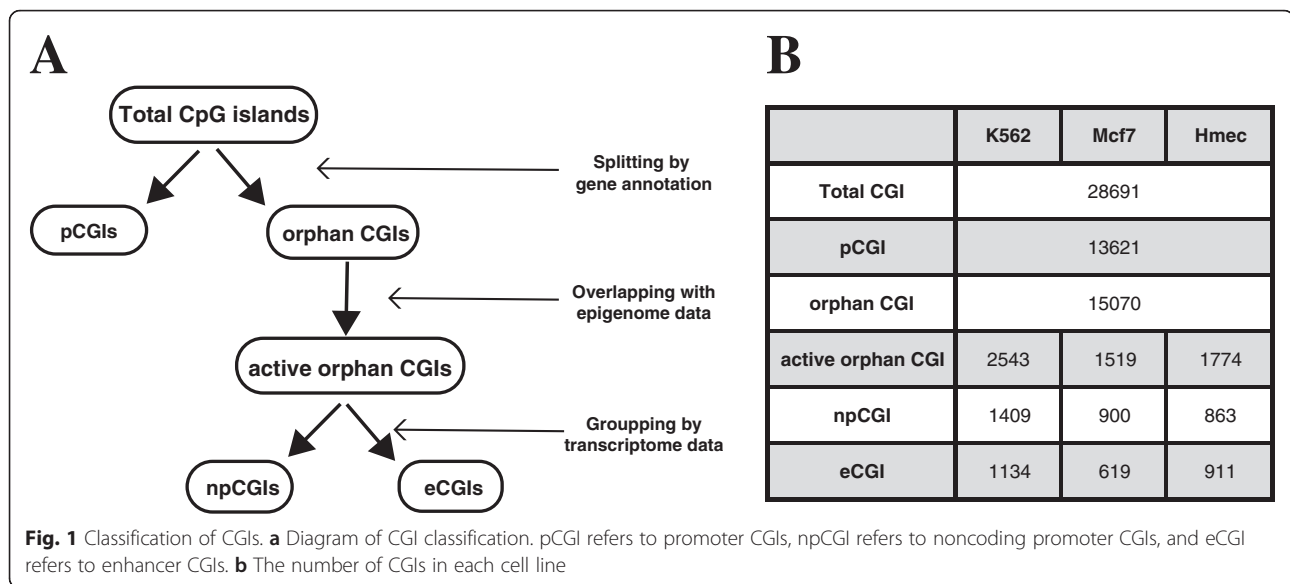 A
Total CpG islands
Splitting by
gene annotation
pCGIs
orphan CGIs
Overlapping with
epigenome data
active orphan CGIs
Groupping by
transcriptome data
npCGIs
eCGIs
B
K562 Mcf7 Hmec
Total CGI 28691
pCGI 13621
orphan CGI 15070
active orphan CGI 2543 1519 1774
npCGI 1409 900 863
eCGI 1134 619 911
Fig. 1 Classification of CGIs. a Diagram of CGI classification. pCGI refers to promoter CGIs, npCGI refers to noncoding promoter CGIs, and eCGI
refers to enhancer CGIs. b The number of CGIs in each cell line